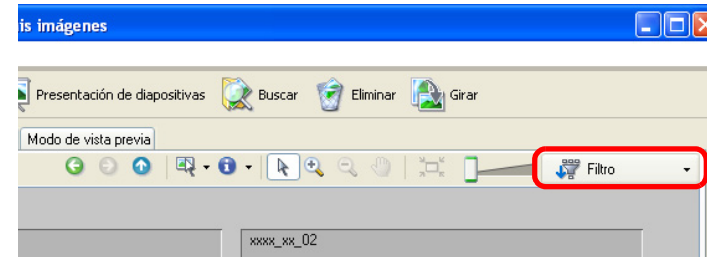 is imágenes
Presentación de diapositivas Buscar Eliminar Girar
Modo de vista previa
Filtro
xxxx_xx_02